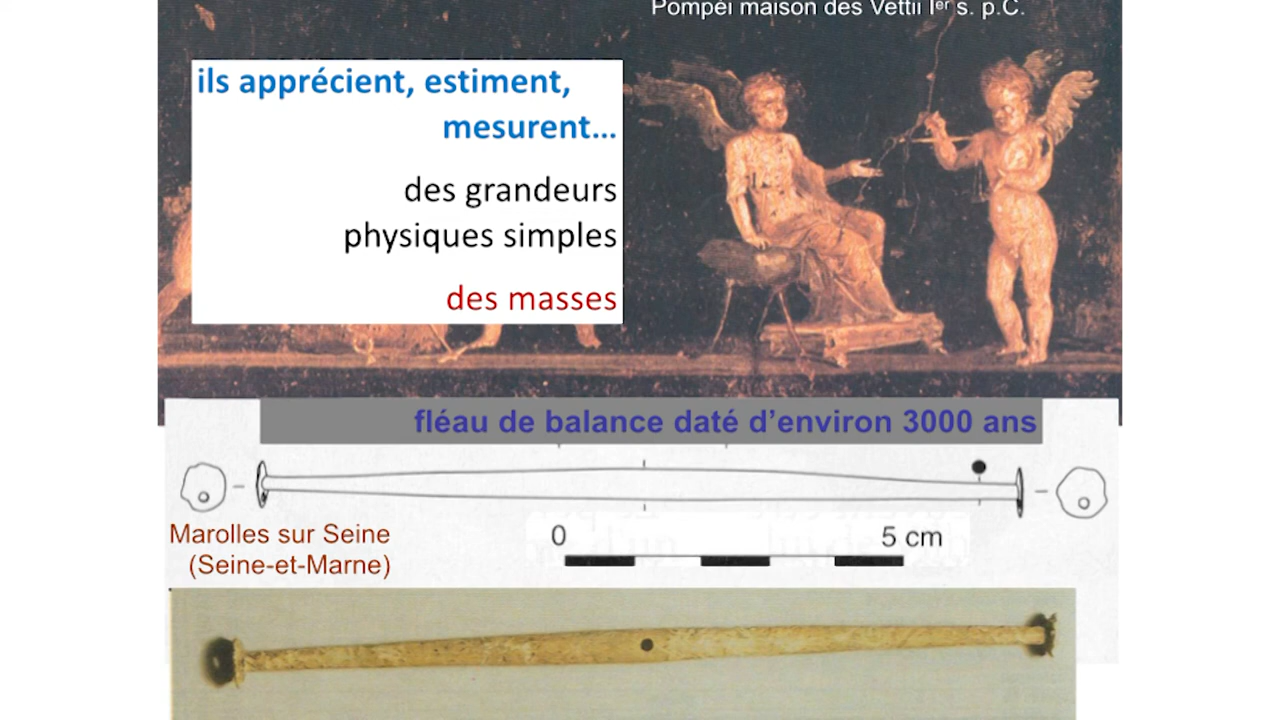 Pompéi maison des Vettii Ier s. p.C.
ils apprécient, estiment,
mesurent…
des grandeurs
physiques simples
des masses
fléau de balance daté d’environ 3000 ans
Marolles sur Seine
(Seine-et-Marne)
0 5 cm